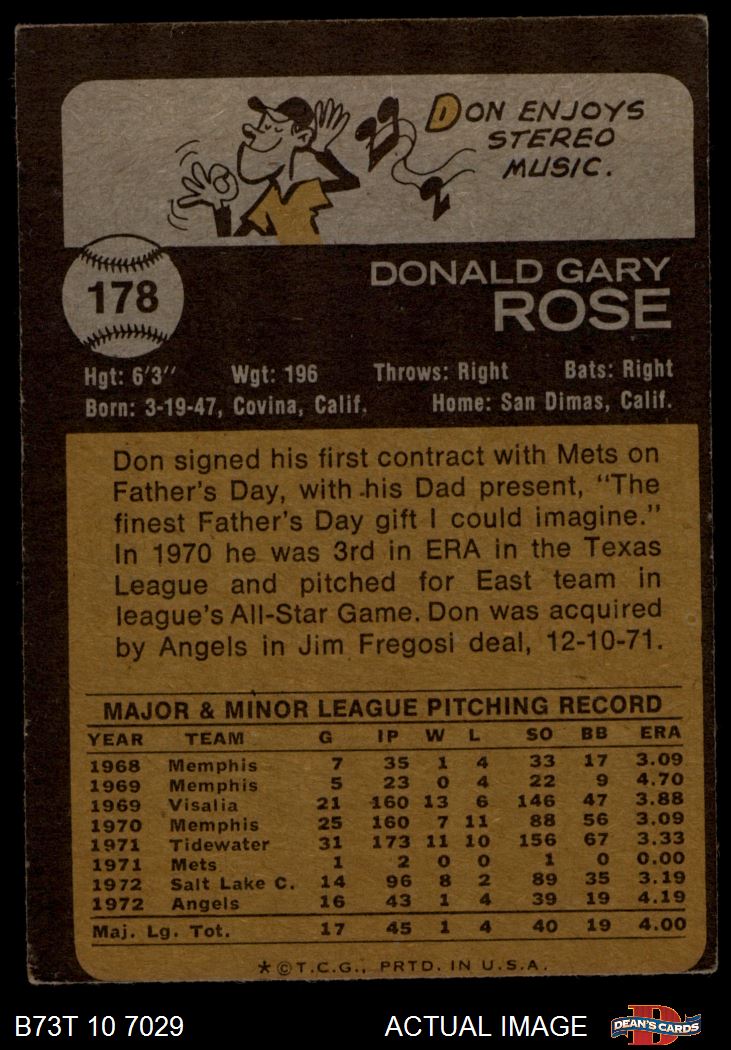 DON ENJOYS
STEREO
MUSIC.
178
DONALD GARY
ROSE
Hgt: 6'3" Wgt: 196 Throws: Right Bats: Right
Born: 3-19-47, Covina, Calif. Home: San Dimas, Calif.
Don signed his first contract with Mets on
Father's Day, with his Dad present, "The
finest Father's Day gift I could imagine."
In 1970 he was 3rd in ERA in the Texas
League and pitched for East team in
league's All-Star Game. Don was acquired
by Angels in Jim Fregosi deal, 12-10-71.
MAJOR & MINOR LEAGUE PITCHING RECORD
YEAR TEAM G IP W L SO BB ERA
1968 Memphis 7 35 1 4 33 17 3.09
1969 Memphis 5 23 0 4 22 9 4.70
1969 Visalia 21 160 13 6 146 47 3.88
1970 Memphis 25 160 7 11 88 56 3.09
1971 Tidewater 31 173 11 10 156 67 3.33
1971 Mets 1 2 0 0 1 0 0.00
1972 Salt Lake C. 14 96 8 2 89 35 3.19
1972 Angels 16 43 1 4 39 19 4.19
Maj. Lg. Tot. 17 45 1 4 40 19 4.00
*©T.C.G., PRTD. IN U.S.A.
B73T 10 7029 ACTUAL IMAGE DEAN'S CARDS